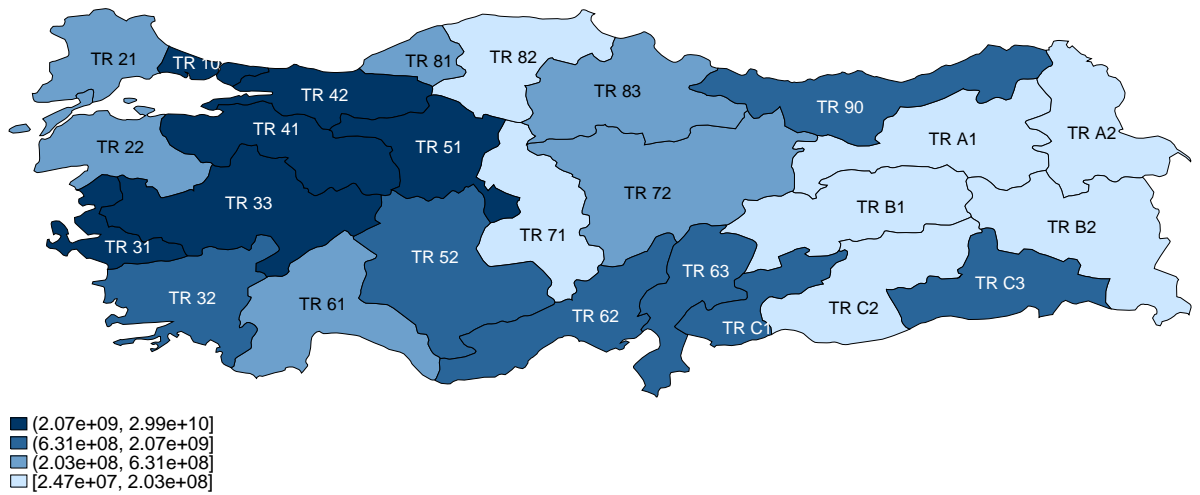 TR 21
TR 10
TR 81
TR 82
TR 42
TR 83
TR 90
TR 41
TR 51
TR A1
TR A2
TR 22
TR 33
TR 72
TR B1
TR B2
TR 31
TR 52
TR 71
TR 63
TR C3
TR 32
TR 61
TR 62
TR C1
TR C2
(2.07e+09, 2.99e+10]
(6.31e+08, 2.07e+09]
(2.03e+08, 6.31e+08]
[2.47e+07, 2.03e+08]